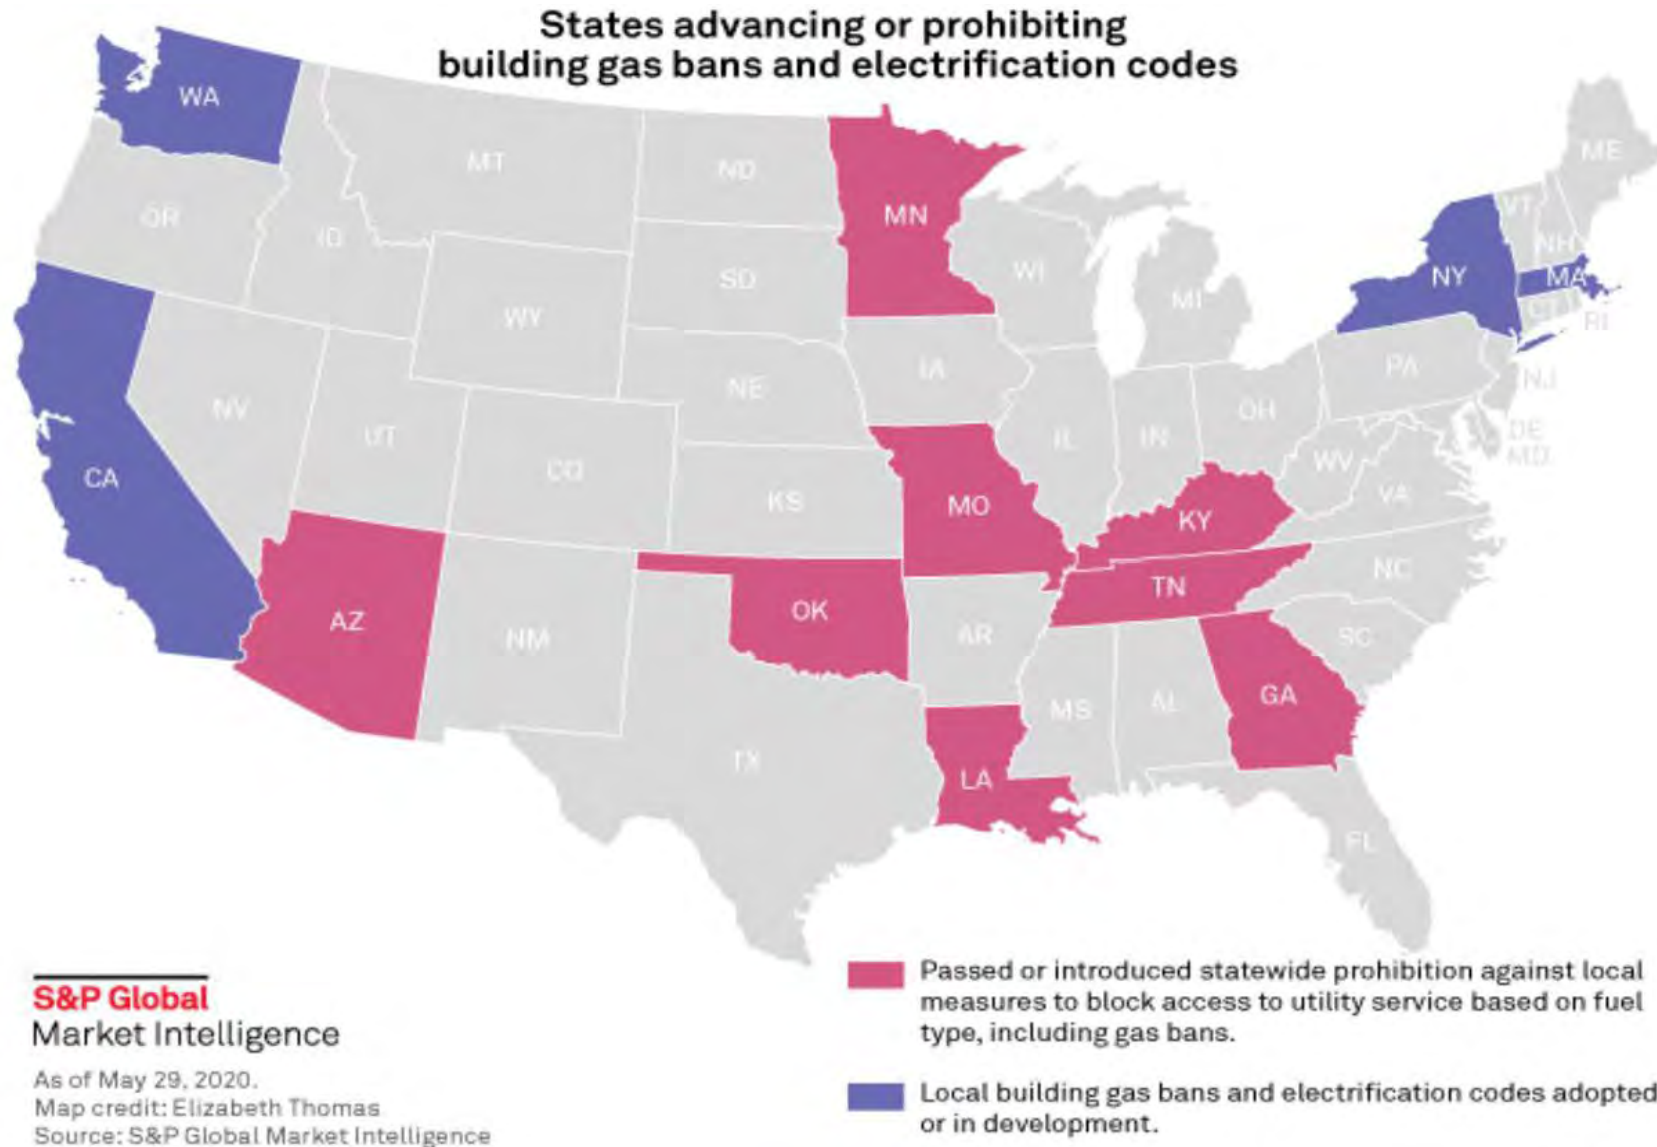 States advancing or prohibiting
building gas bans and electrification codes
WA
MT
ND
MN
ME
OR
ID
VT
NH
WI
NY
MA
SD
MI
WY
CT
RI
IA
PA
NE
NJ
NV
OH
UT
IL
IN
DE
CO
WV
MD
CA
KS
MO
VA
KY
NC
TN
AZ
OK
NM
AR
SC
MS
AL
GA
TX
LA
FL
S&P Global
Market Intelligence
As of May 29, 2020.
Map credit: Elizabeth Thomas
Source: S&P Global Market Intelligence
Passed or introduced statewide prohibition against local
measures to block access to utility service based on fuel
type, including gas bans.
Local building gas bans and electrification codes adopted
or in development.